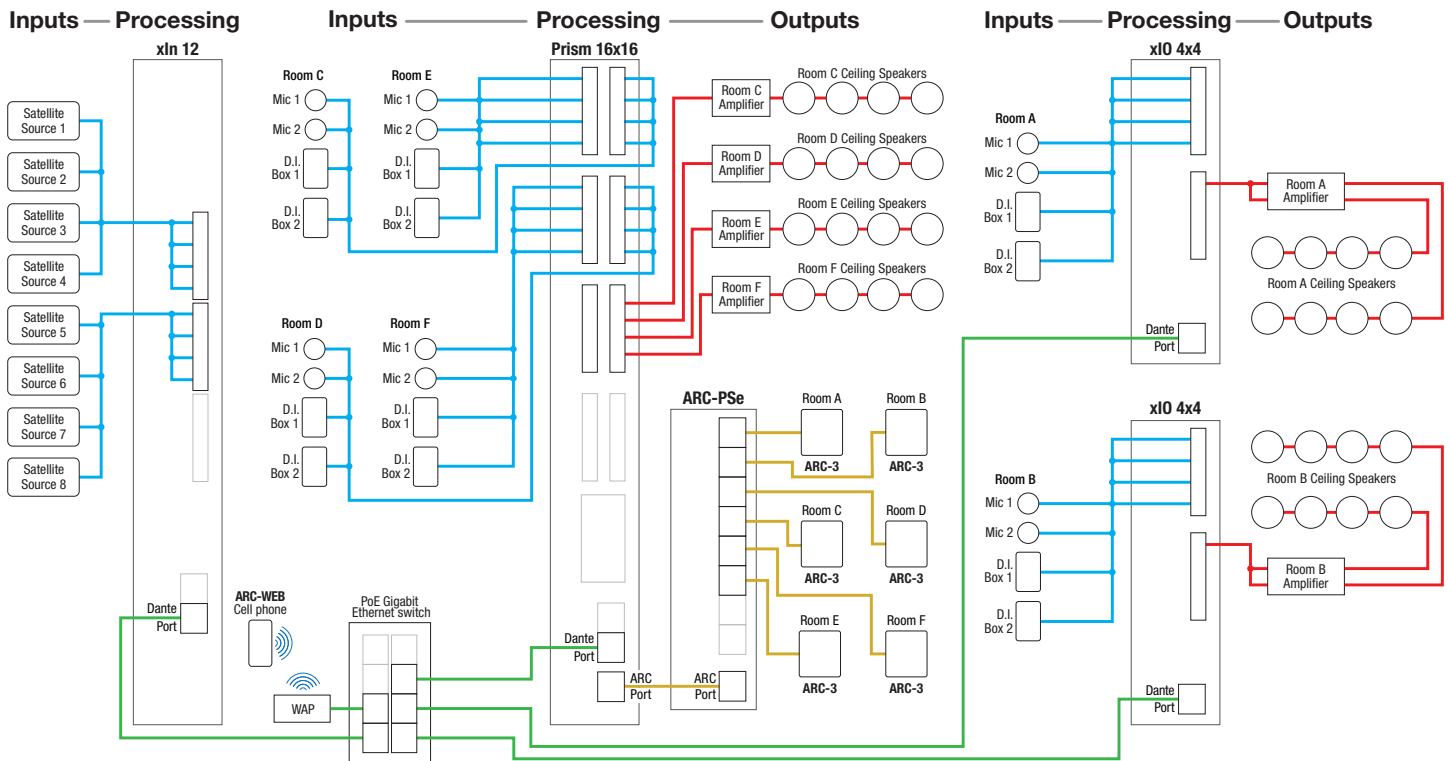 Inputs — Processing
xIn 12
Satellite
Source 1
Satellite
Source 2
Satellite
Source 3
Satellite
Source 4
Satellite
Source 5
Satellite
Source 6
Satellite
Source 7
Satellite
Source 8
Dante
Port
Inputs — Processing — Outputs
Prism 16x16
Room C
Mic 1
Mic 2
D.I.
Box 1
D.I.
Box 2
Room E
Mic 1
Mic 2
D.I.
Box 1
D.I.
Box 2
Room D
Mic 1
Mic 2
D.I.
Box 1
D.I.
Box 2
Room F
Mic 1
Mic 2
D.I.
Box 1
D.I.
Box 2
Room C
Amplifier
Room C Ceiling Speakers
Room D
Amplifier
Room D Ceiling Speakers
Room E
Amplifier
Room E Ceiling Speakers
Room F
Amplifier
Room F Ceiling Speakers
ARC-WEB
Cell phone
WAP
PoE Gigabit
Ethernet switch
Dante
Port
ARC
Port
ARC-PSe
ARC
Port
Room A
ARC-3
Room B
ARC-3
Room C
ARC-3
Room D
ARC-3
Room E
ARC-3
Room F
ARC-3
Inputs — Processing — Outputs
xIO 4x4
Room A
Mic 1
Mic 2
D.I.
Box 1
D.I.
Box 2
Dante
Port
Room A
Amplifier
Room A Ceiling Speakers
xIO 4x4
Room B
Mic 1
Mic 2
D.I.
Box 1
D.I.
Box 2
Dante
Port
Room B Ceiling Speakers
Room B
Amplifier